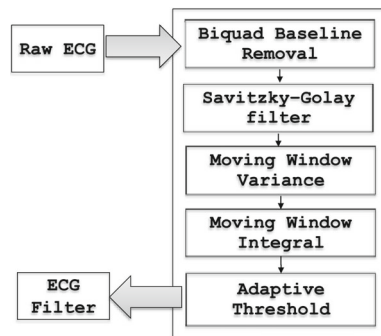 Raw ECG
Biquad Baseline
Removal
Savitzky-Golay
filter
Moving Window
Variance
Moving Window
Integral
Adaptive
Threshold
ECG
Filter